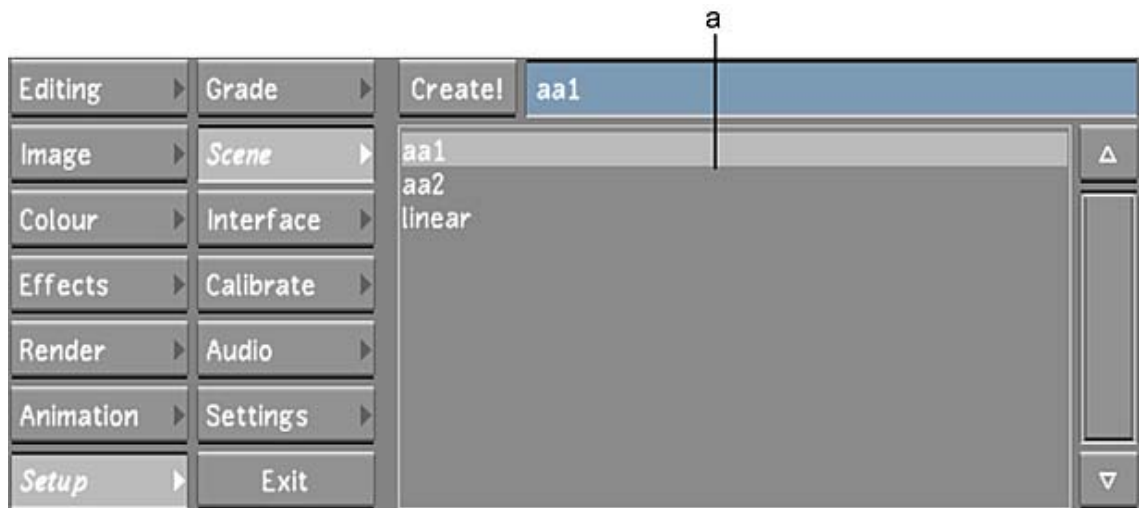 a
Editing Grade Create! aa1
Image Scene aa1
aa2
Colour Interface linear
Effects Calibrate
Render Audio
Animation Settings
Setup Exit